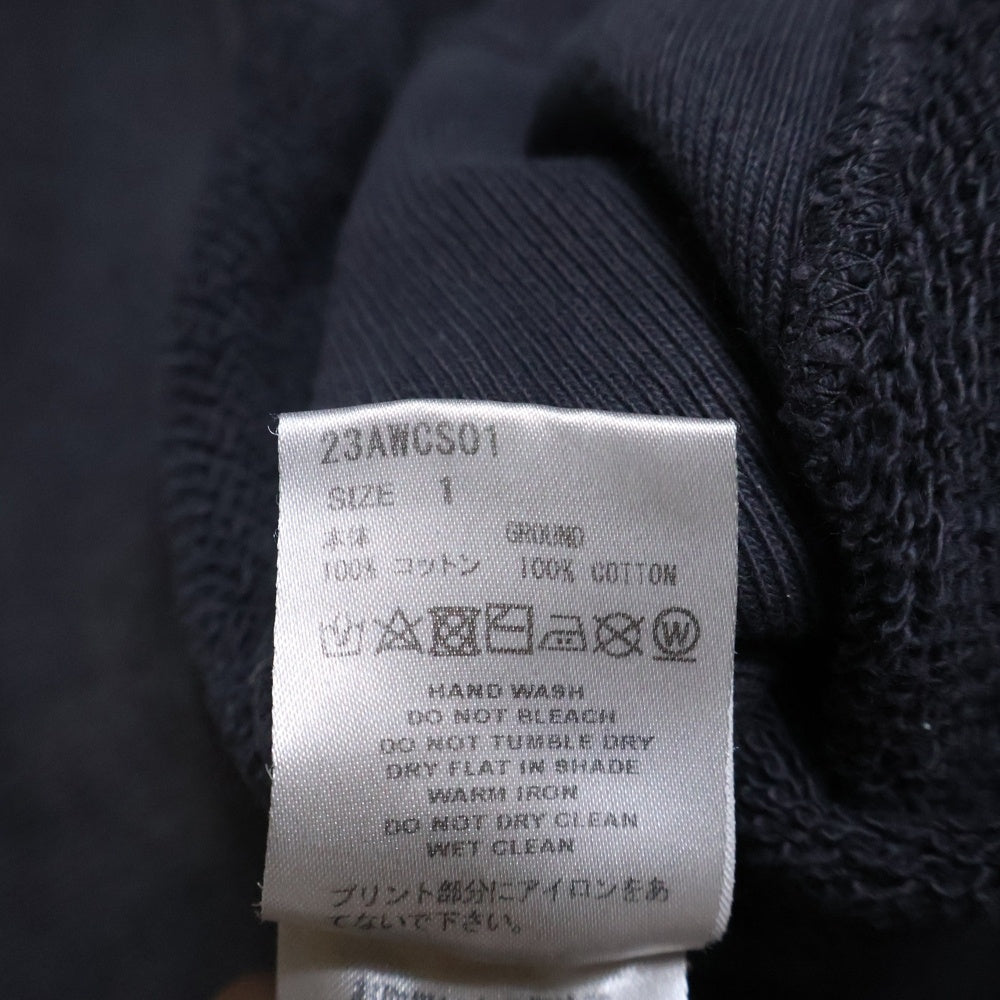 23AWCS01
SIZE 1
本体 GROUND
100% コットン 100% COTTON
W
HAND WASH
DO NOT BLEACH
DO NOT TUMBLE DRY
DRY FLAT IN SHADE
WARM IRON
DO NOT DRY CLEAN
WET CLEAN
プリント部分にアイロンをあ
てないで下さい。